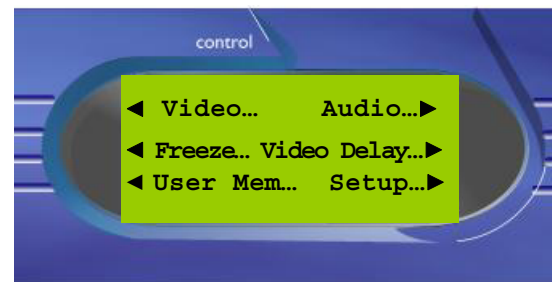 control
◄ Video… Audio…►
◄ Freeze… Video Delay…►
◄ User Mem… Setup…►